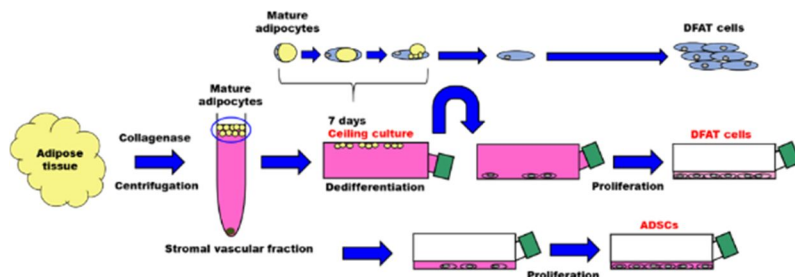 Mature
adipocytes
DFAT cells
Mature
adipocytes
7 days
Ceiling culture
Collagenase
Adipose
tissue
Centrifugation
Dedifferentiation
DFAT cells
Proliferation
Stromal vascular fraction
ADSCs
Proliferation